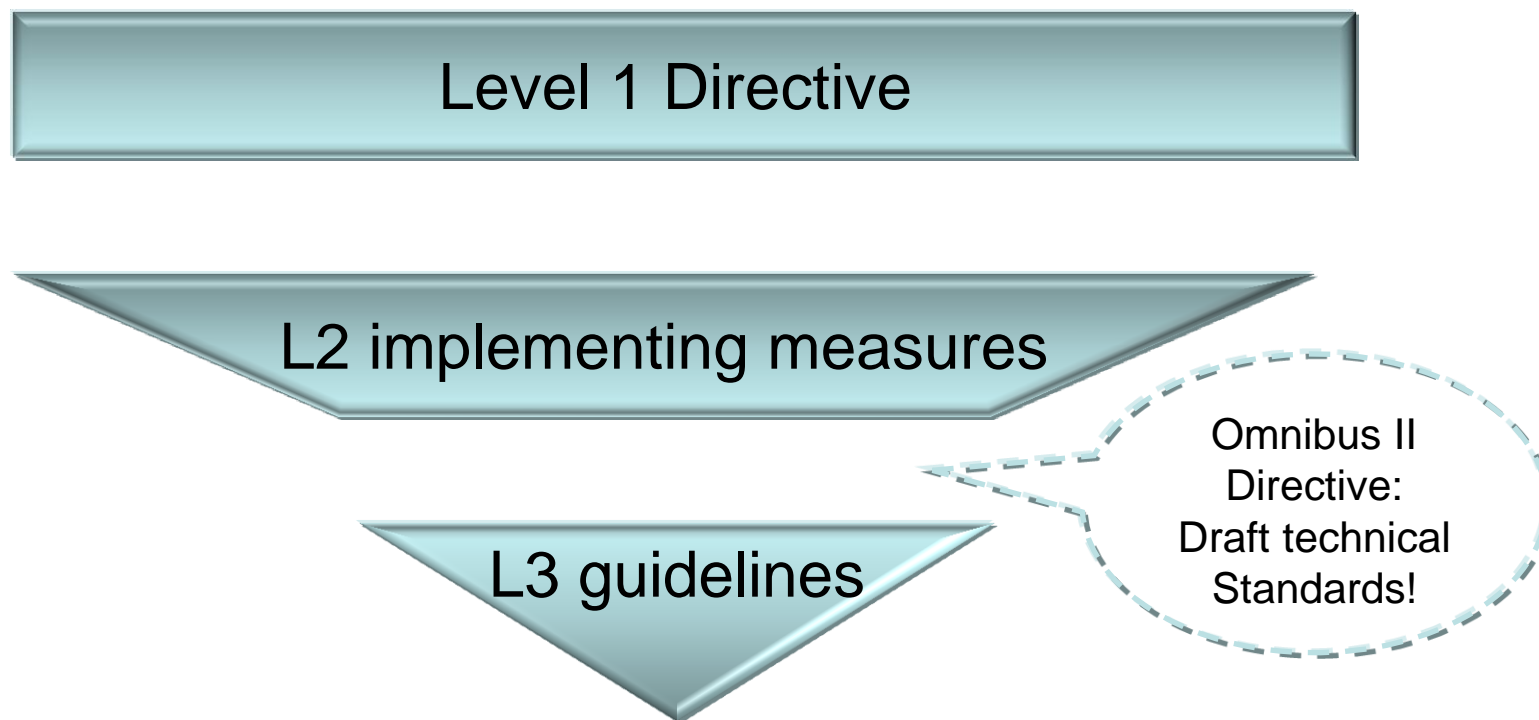 Level 1 Directive
L2 implementing measures
Omnibus II
Directive:
Draft technical
Standards!
L3 guidelines